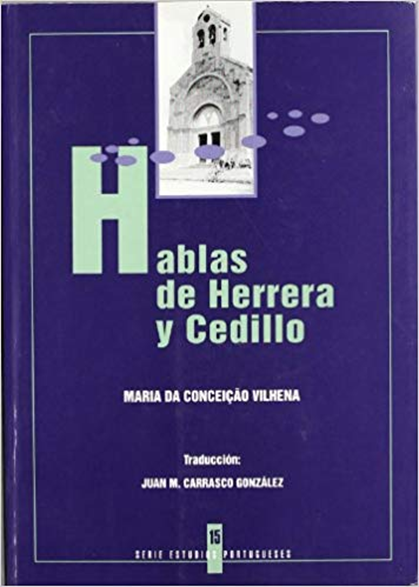 Hablas
de Herrera
y Cedillo
MARIA DA CONCEIÇÃO VILHENA
Traducción:
JUAN M. CARRASCO GONZÁLEZ
15
SERIE ESTUDIOS PORTUGUESES